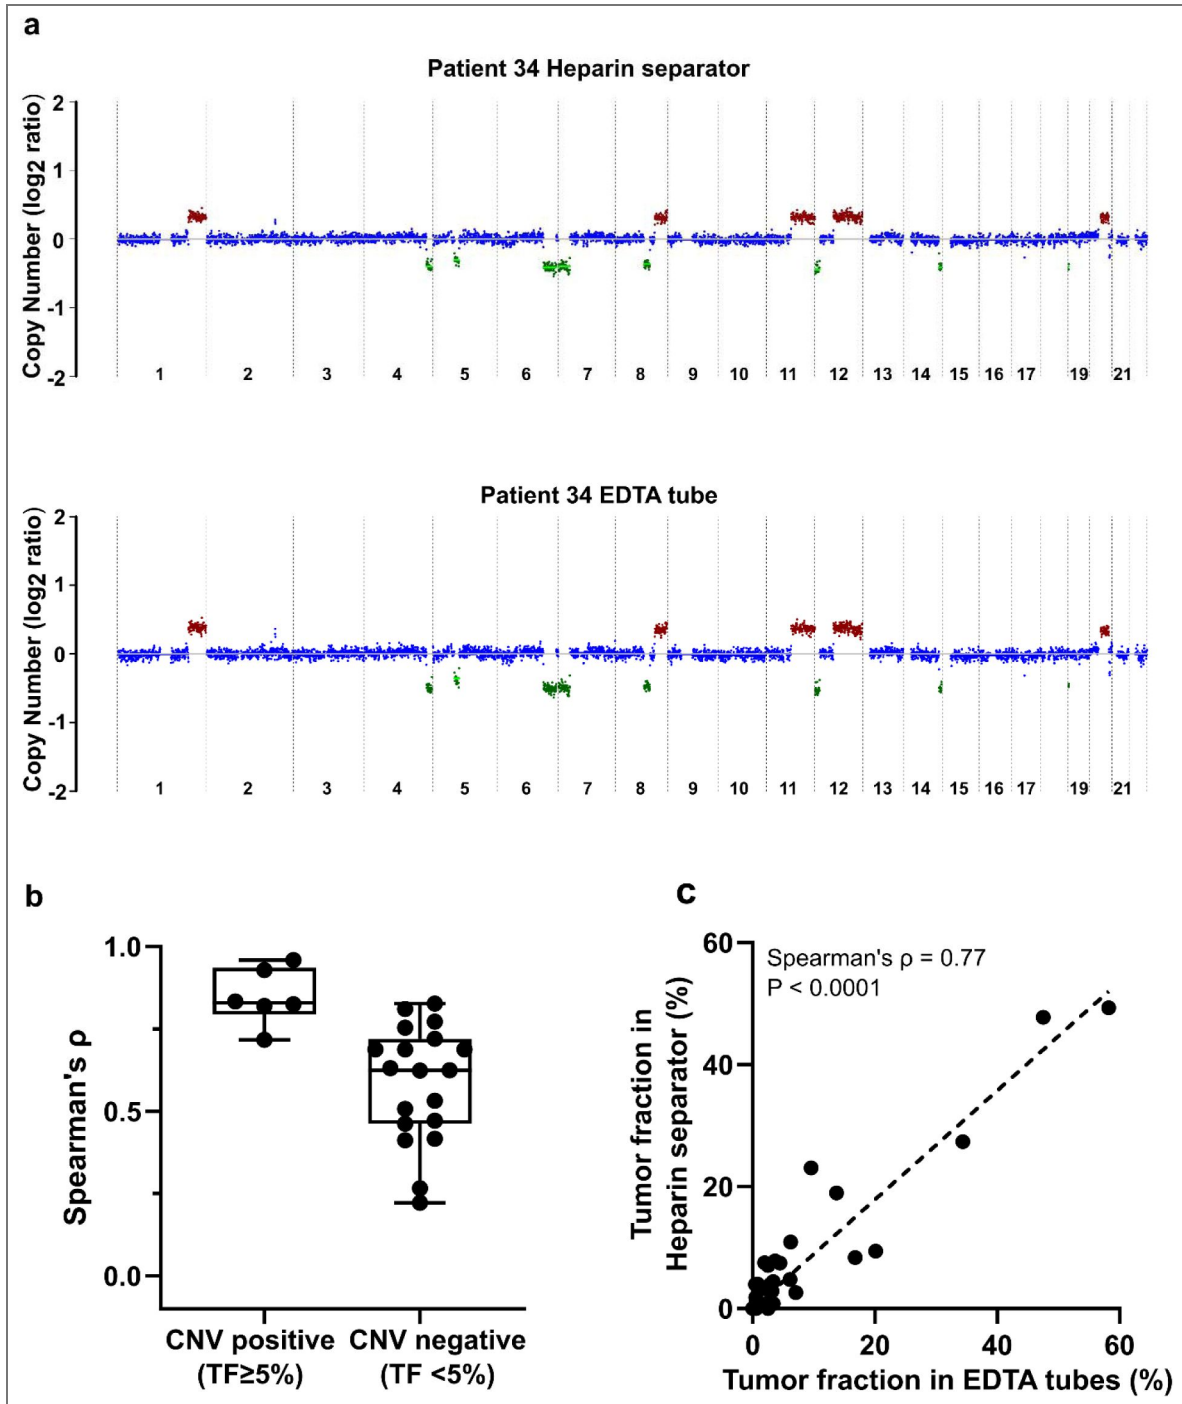 a
Patient 34 Heparin separator
Copy Number (log2 ratio)
2
1
0
-1
-2
1 2 3 4 5 6 7 8 9 10 11 12 13 14 15 16 17 19 21
Patient 34 EDTA tube
Copy Number (log2 ratio)
2
1
0
-1
-2
1 2 3 4 5 6 7 8 9 10 11 12 13 14 15 16 17 19 21
b
Spearman's ρ
1.0
0.5
0.0
CNV positive CNV negative
(TF≥5%) (TF <5%)
c
Tumor fraction in
Heparin separator (%)
60
40
20
0
Spearman's ρ = 0.77
P < 0.0001
0 20 40 60
Tumor fraction in EDTA tubes (%)